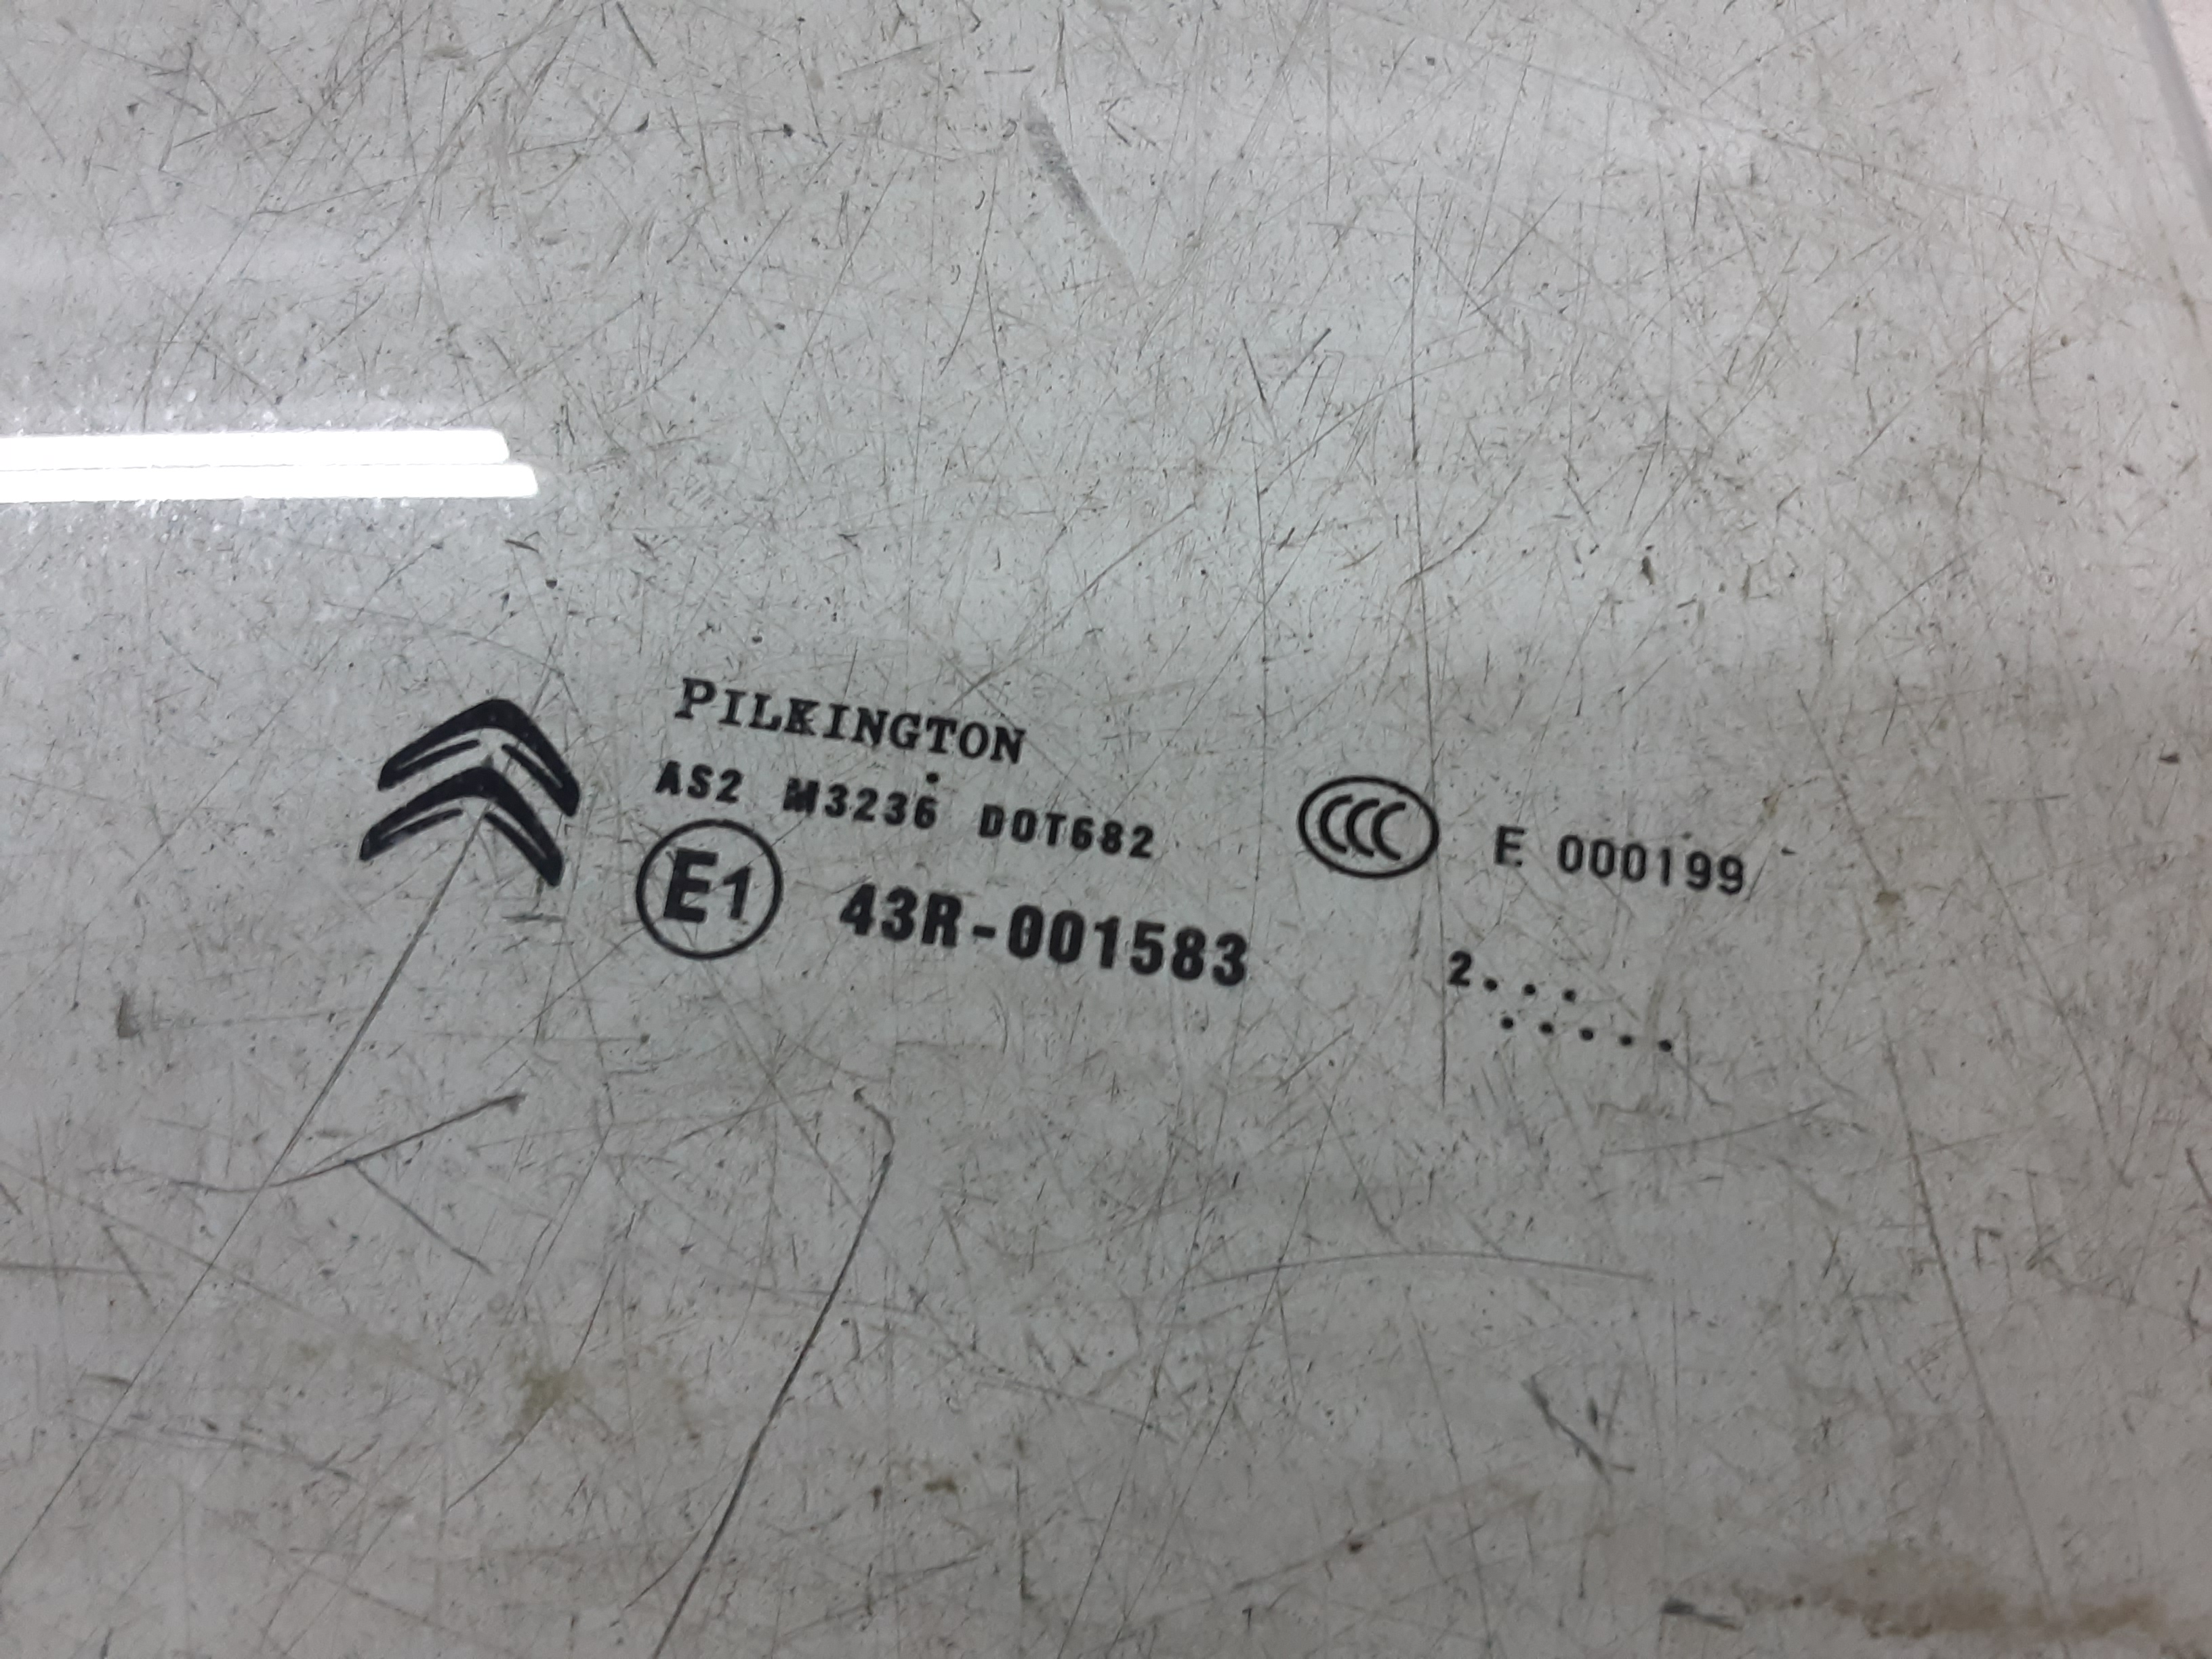 PILKINGTON
AS2 M3236 DOT682
E1 43R-001583
CCC E 000199
2...
.....